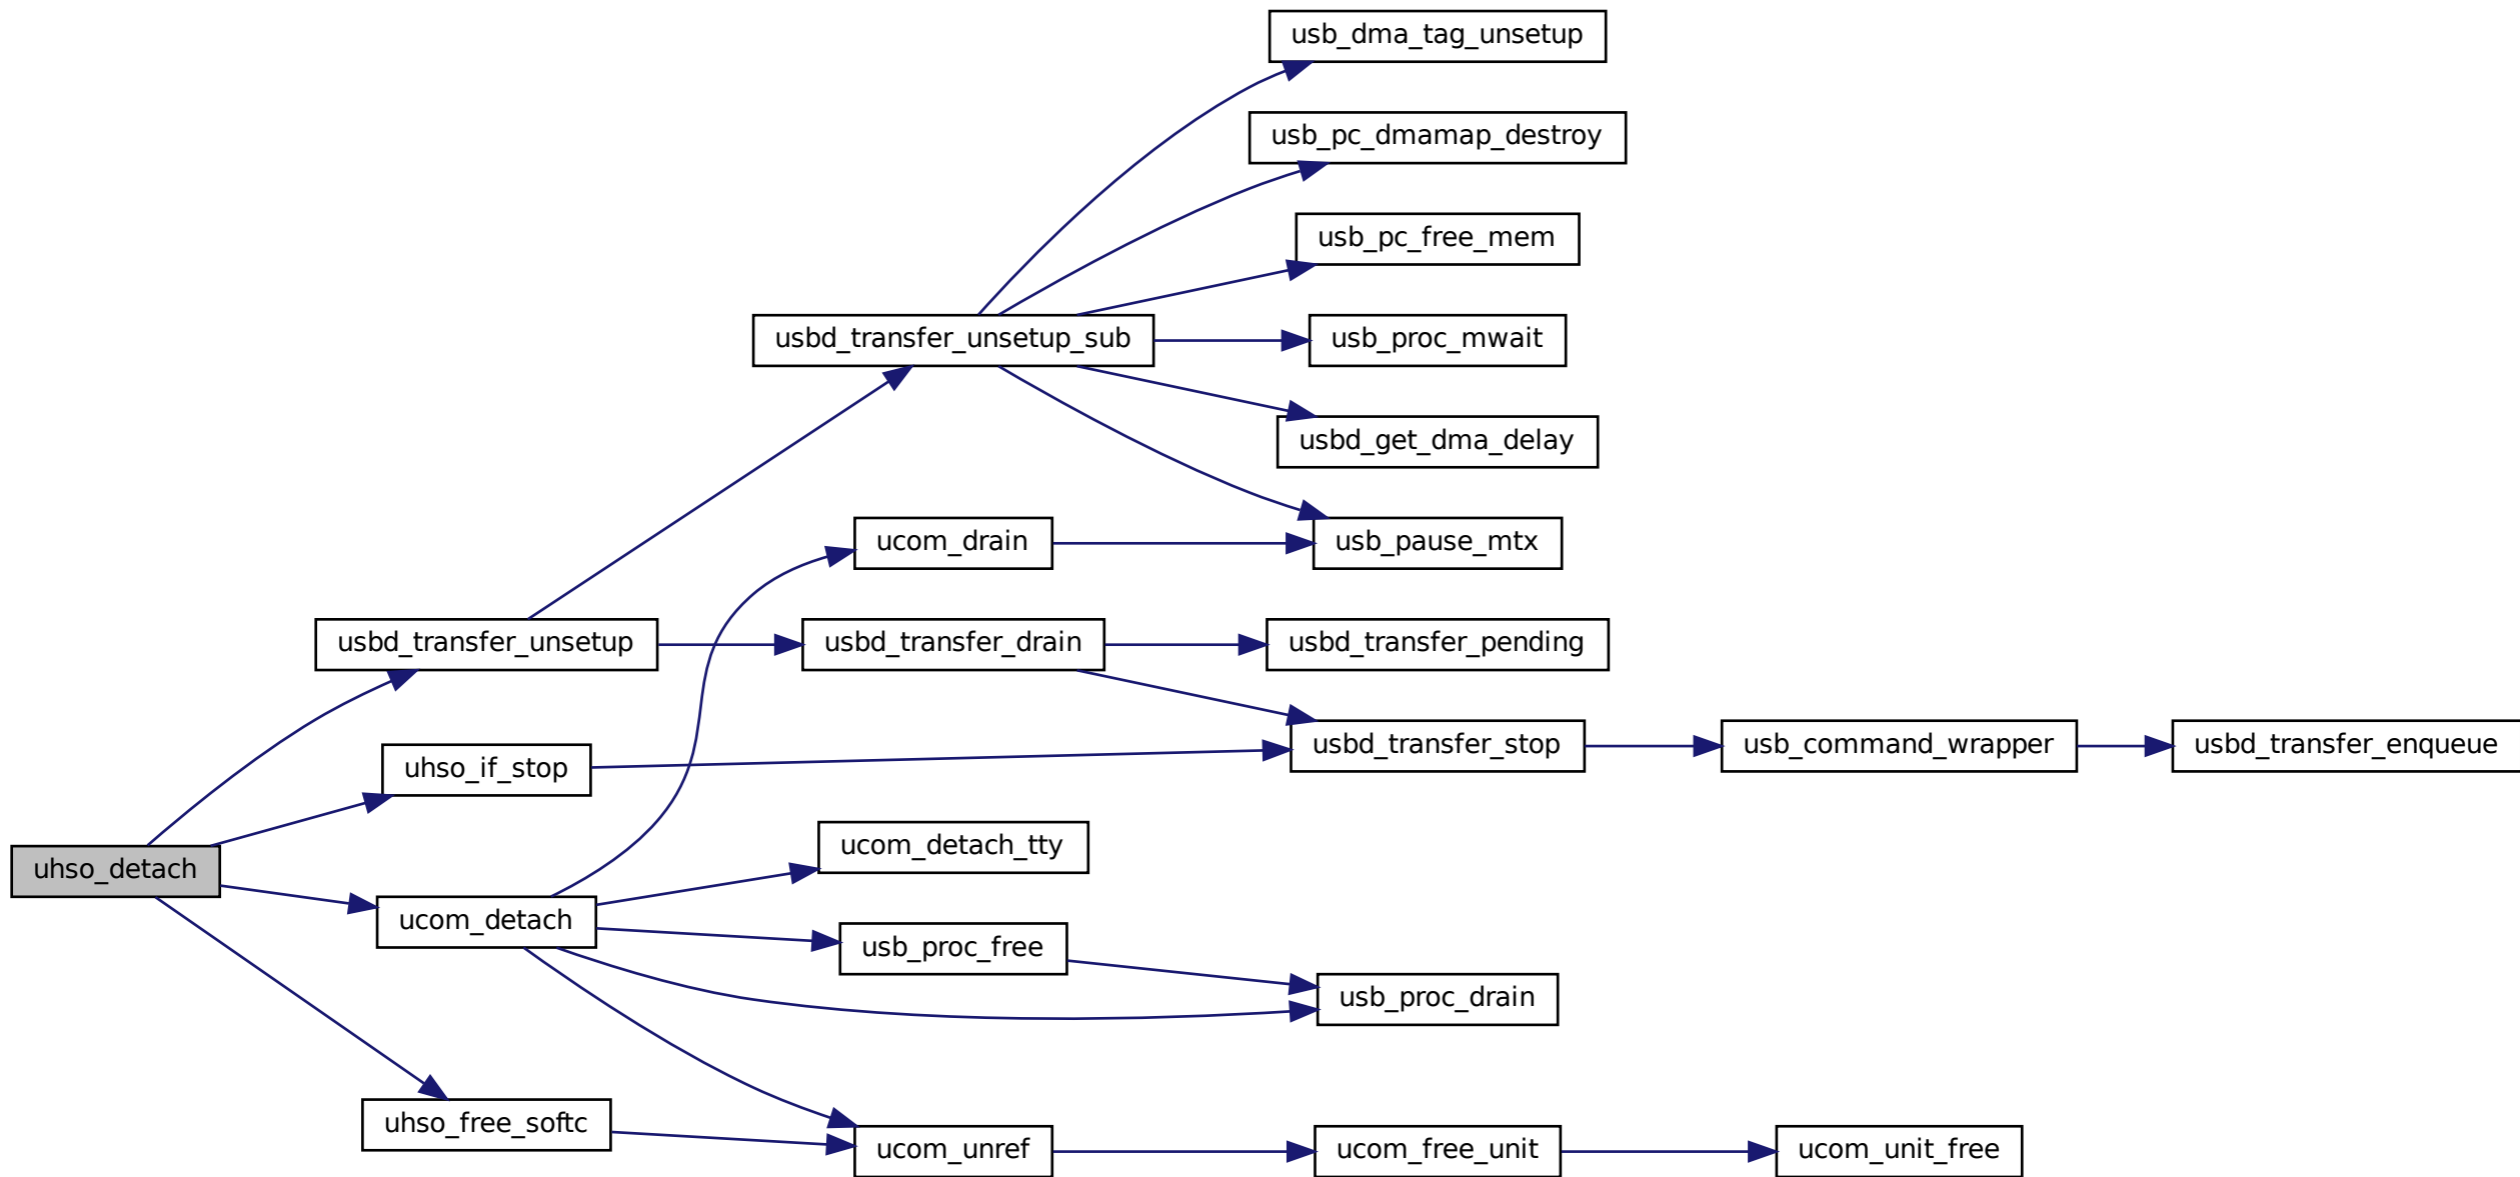 usb_dma_tag_unsetup
usb_pc_dmamap_destroy
usb_pc_free_mem
usbd_transfer_unsetup_sub
usb_proc_mwait
usbd_get_dma_delay
ucom_drain
usb_pause_mtx
usbd_transfer_unsetup
usbd_transfer_drain
usbd_transfer_pending
uhso_if_stop
usbd_transfer_stop
usb_command_wrapper
usbd_transfer_enqueue
uhso_detach
ucom_detach_tty
ucom_detach
usb_proc_free
usb_proc_drain
uhso_free_softc
ucom_unref
ucom_free_unit
ucom_unit_free